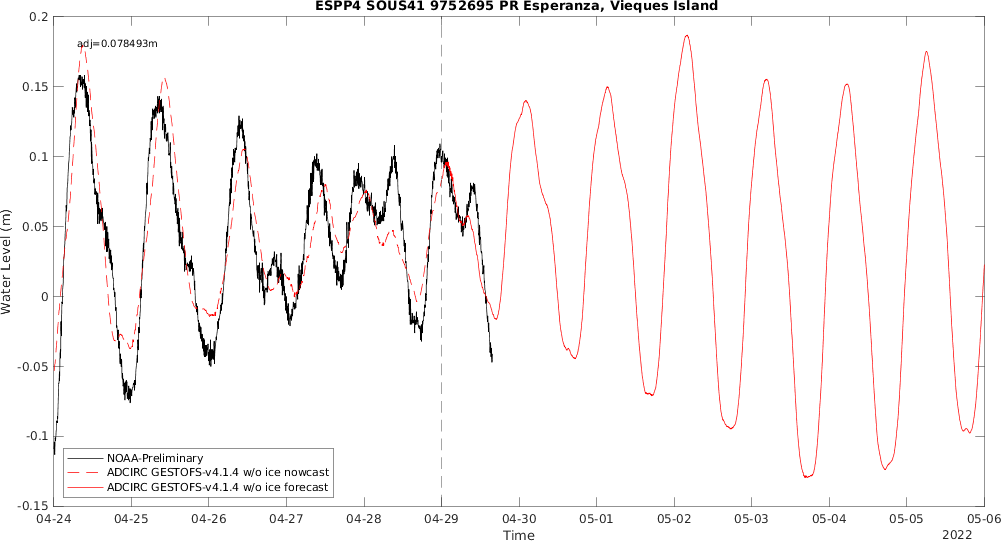 ESPP4 SOUS41 9752695 PR Esperanza, Vieques Island
adj=0.078493m
0.2
0.15
0.1
0.05
0
-0.05
-0.1
-0.15
Water Level (m)
NOAA-Preliminary
ADCIRC GESTOFS-v4.1.4 w/o ice nowcast
ADCIRC GESTOFS-v4.1.4 w/o ice forecast
04-24 04-25 04-26 04-27 04-28 04-29 04-30 05-01 05-02 05-03 05-04 05-05 05-06
Time
2022